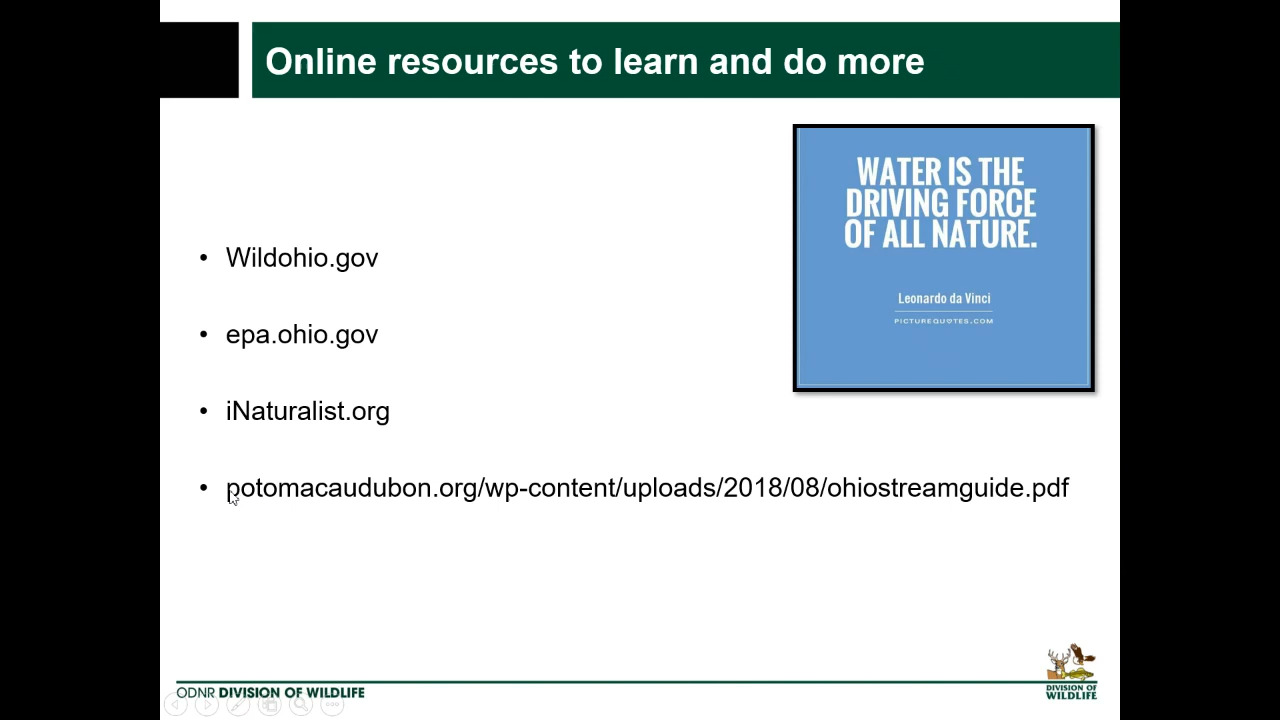 Online resources to learn and do more
WATER IS THE
DRIVING FORCE
OF ALL NATURE.
Leonardo da Vinci
PICTUREQUOTES.COM
• Wildohio.gov
• epa.ohio.gov
• iNaturalist.org
• potomacaudubon.org/wp-content/uploads/2018/08/ohiostreamguide.pdf
ODNR DIVISION OF WILDLIFE
DIVISION OF
WILDLIFE